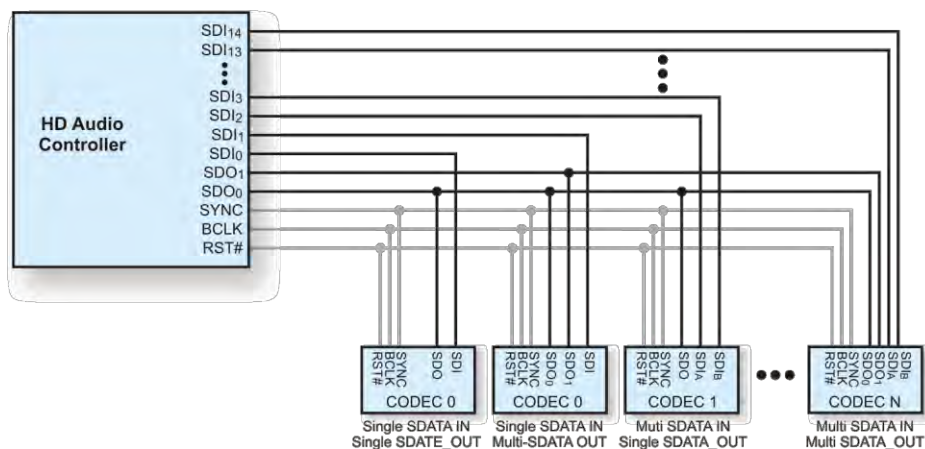 SDI14
SDI13
SDI3
SDI2
SDI1
SDI0
SDO1
SDO0
SYNC
BCLK
RST#
HD Audio
Controller
RST#
BCLK
SYNC
SDO
SDI
CODEC 0
Single SDATA IN
Single SDATE_OUT
RST#
BCLK
SYNC
SDO0
SDO1
SDI
CODEC 0
Single SDATA IN
Multi-SDATA OUT
RST#
BCLK
SYNC
SDO
SDIA
SDIB
CODEC 1
Muti SDATA IN
Single SDATA_OUT
RST#
BCLK
SYNC
SDO0
SDO1
SDIA
SDIB
CODEC N
Multi SDATA IN
Multi SDATA_OUT